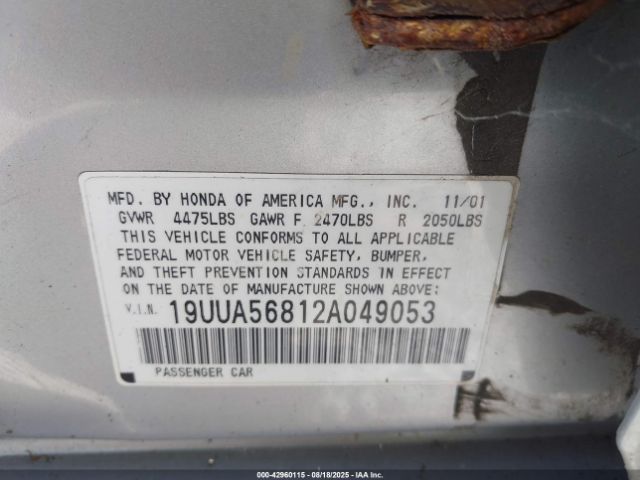 MFD. BY HONDA OF AMERICA MFG., INC. 11/01
GVWR 4475LBS GAWR F 2470LBS R 2050LBS
THIS VEHICLE CONFORMS TO ALL APPLICABLE
FEDERAL MOTOR VEHICLE SAFETY, BUMPER,
AND THEFT PREVENTION STANDARDS IN EFFECT
ON THE DATE OF MANUFACTURE SHOWN ABOVE:
V.I.N. 19UUA56812A049053
PASSENGER CAR
000-42960115 - 08/18/2025 - Copyright IAA, Inc.